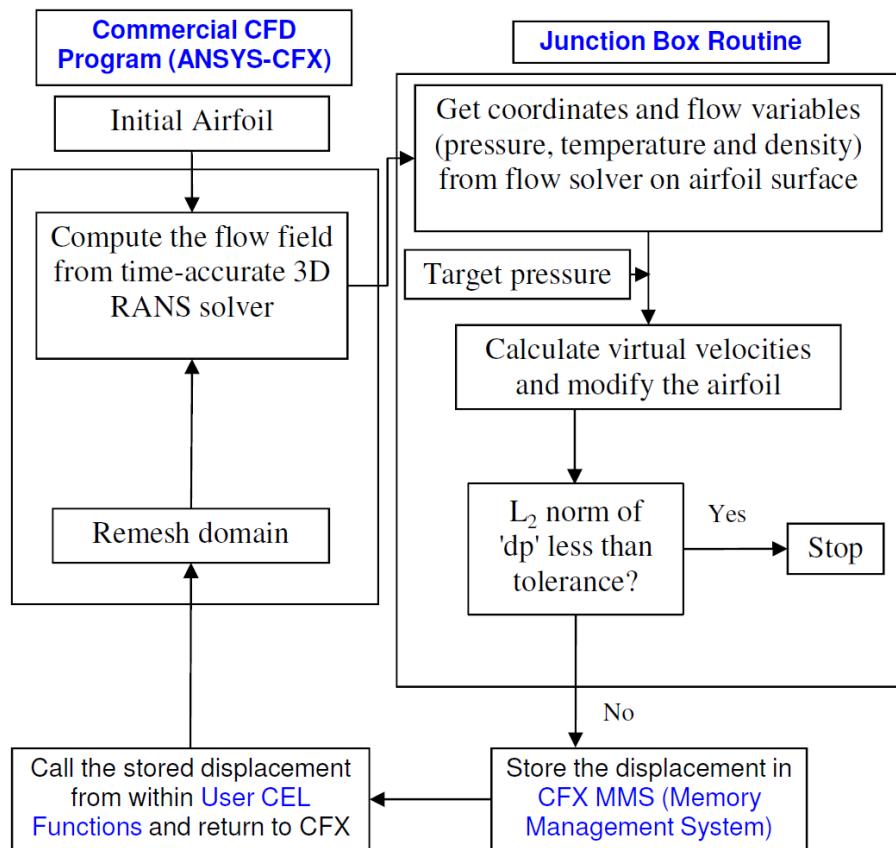 Commercial CFD
Program (ANSYS-CFX)
Initial Airfoil
Compute the flow field
from time-accurate 3D
RANS solver
Remesh domain
Call the stored displacement
from within User CEL
Functions and return to CFX
Junction Box Routine
Get coordinates and flow variables
(pressure, temperature and density)
from flow solver on airfoil surface
Target pressure
Calculate virtual velocities
and modify the airfoil
L₂ norm of
'dp' less than
tolerance?
Yes
Stop
No
Store the displacement in
CFX MMS (Memory
Management System)